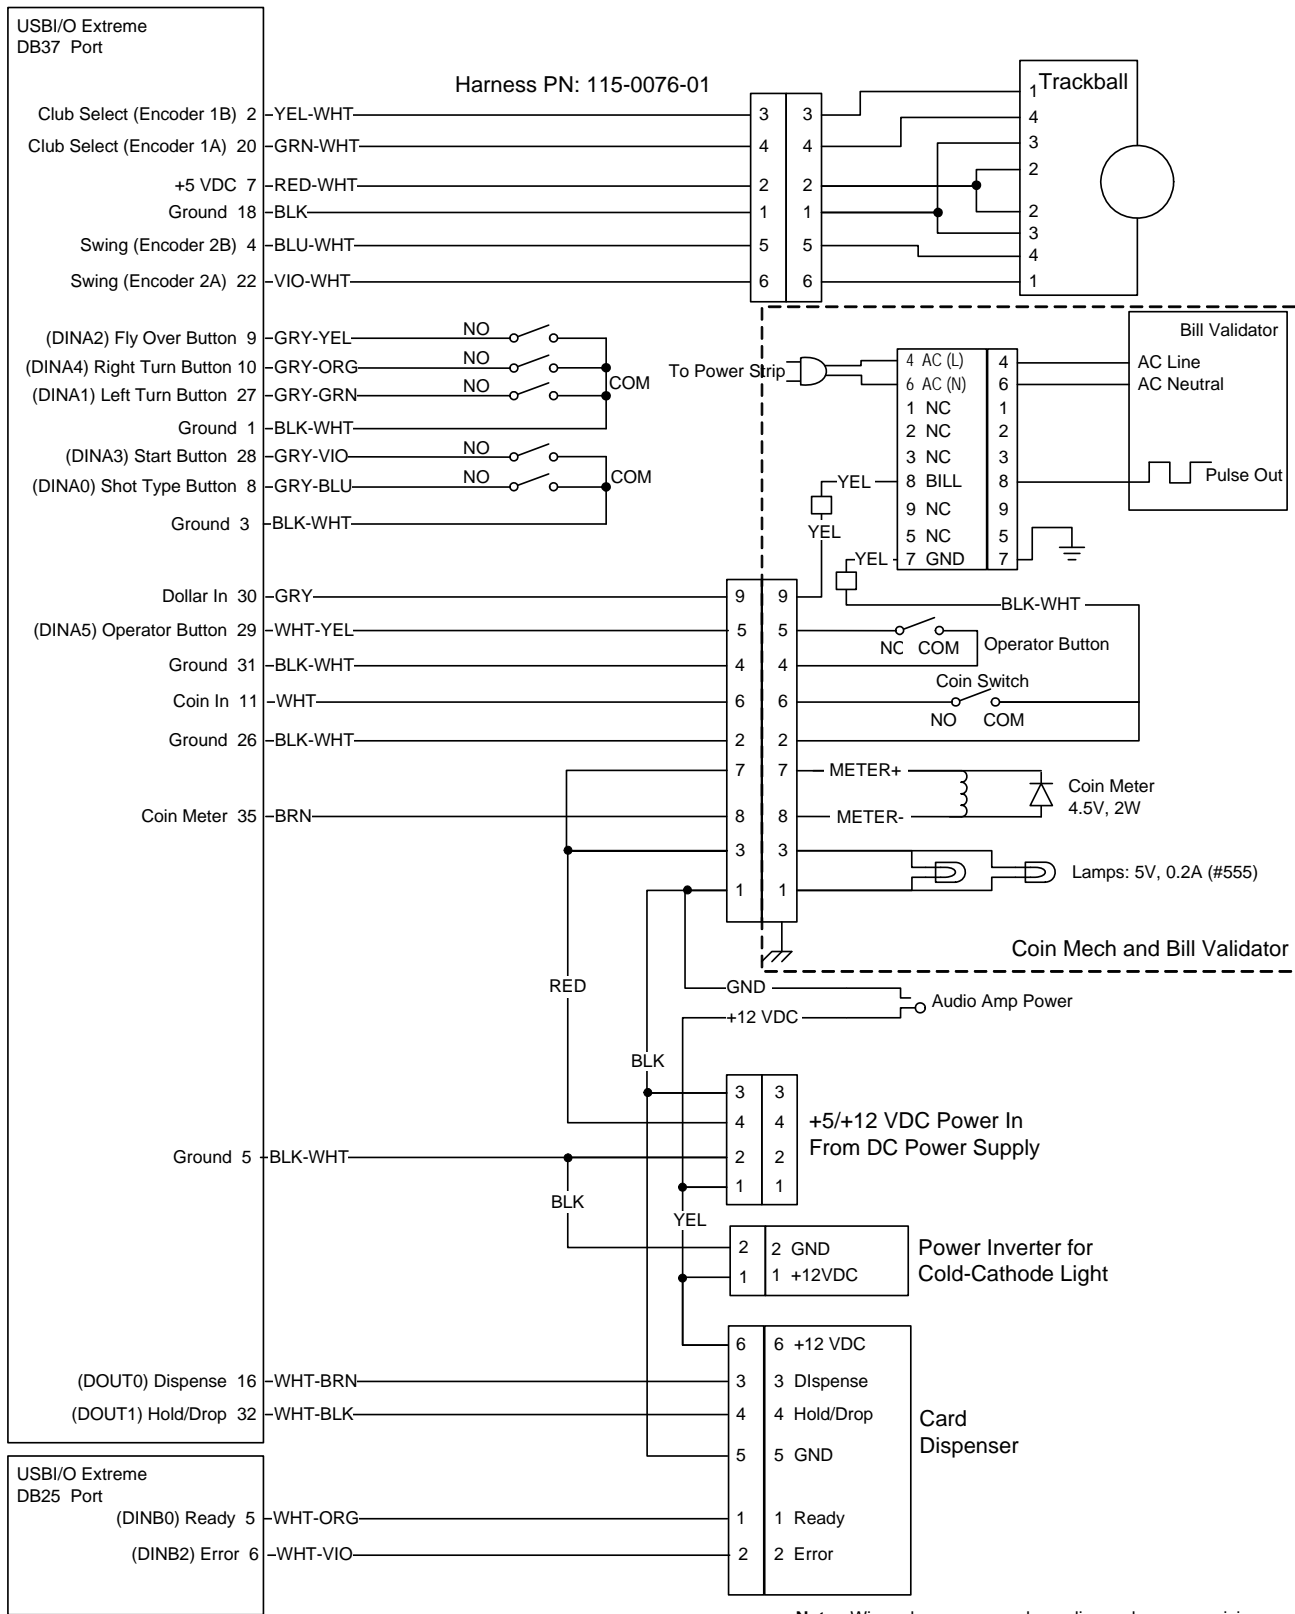 USBI/O Extreme
DB37 Port
Harness PN: 115-0076-01
Trackball
Club Select (Encoder 1B) 2 YEL-WHT 3 3 1
Club Select (Encoder 1A) 20 GRN-WHT 4 4 4
3
2
+5 VDC 7 RED-WHT 2 2
Ground 18 BLK 1 1 2
3
Swing (Encoder 2B) 4 BLU-WHT 5 5 4
Swing (Encoder 2A) 22 VIO-WHT 6 6 1
(DINA2) Fly Over Button 9 GRY-YEL NO
(DINA4) Right Turn Button 10 GRY-ORG NO
COM
(DINA1) Left Turn Button 27 GRY-GRN NO
Ground 1 BLK-WHT
(DINA3) Start Button 28 GRY-VIO NO
COM
(DINA0) Shot Type Button 8 GRY-BLU NO
Ground 3 BLK-WHT
Bill Validator
To Power Strip
4 AC (L) 4 AC Line
6 AC (N) 6 AC Neutral
1 NC 1
2 NC 2
3 NC 3
YEL 8 BILL 8 Pulse Out
9 NC 9
YEL
5 NC 5
YEL 7 GND 7
Dollar In 30 GRY 9 9 BLK-WHT
(DINA5) Operator Button 29 WHT-YEL 5 5
NC COM Operator Button
Ground 31 BLK-WHT 4 4
Coin Switch
Coin In 11 WHT 6 6
NO COM
Ground 26 BLK-WHT 2 2
7 7 METER+
Coin Meter
4.5V, 2W
Coin Meter 35 BRN 8 8 METER-
3 3
Lamps: 5V, 0.2A (#555)
1 1
Coin Mech and Bill Validator
RED
GND
Audio Amp Power
+12 VDC
BLK
3 3
4 4
+5/+12 VDC Power In
From DC Power Supply
Ground 5 BLK-WHT 2 2
1 1
BLK
YEL
2 2 GND
1 1 +12VDC
Power Inverter for
Cold-Cathode Light
6 6 +12 VDC
(DOUT0) Dispense 16 WHT-BRN 3 3 DIspense
(DOUT1) Hold/Drop 32 WHT-BLK 4 4 Hold/Drop
Card
Dispenser
5 5 GND
USBI/O Extreme
DB25 Port
(DINB0) Ready 5 WHT-ORG 1 1 Ready
(DINB2) Error 6 WHT-VIO 2 2 Error